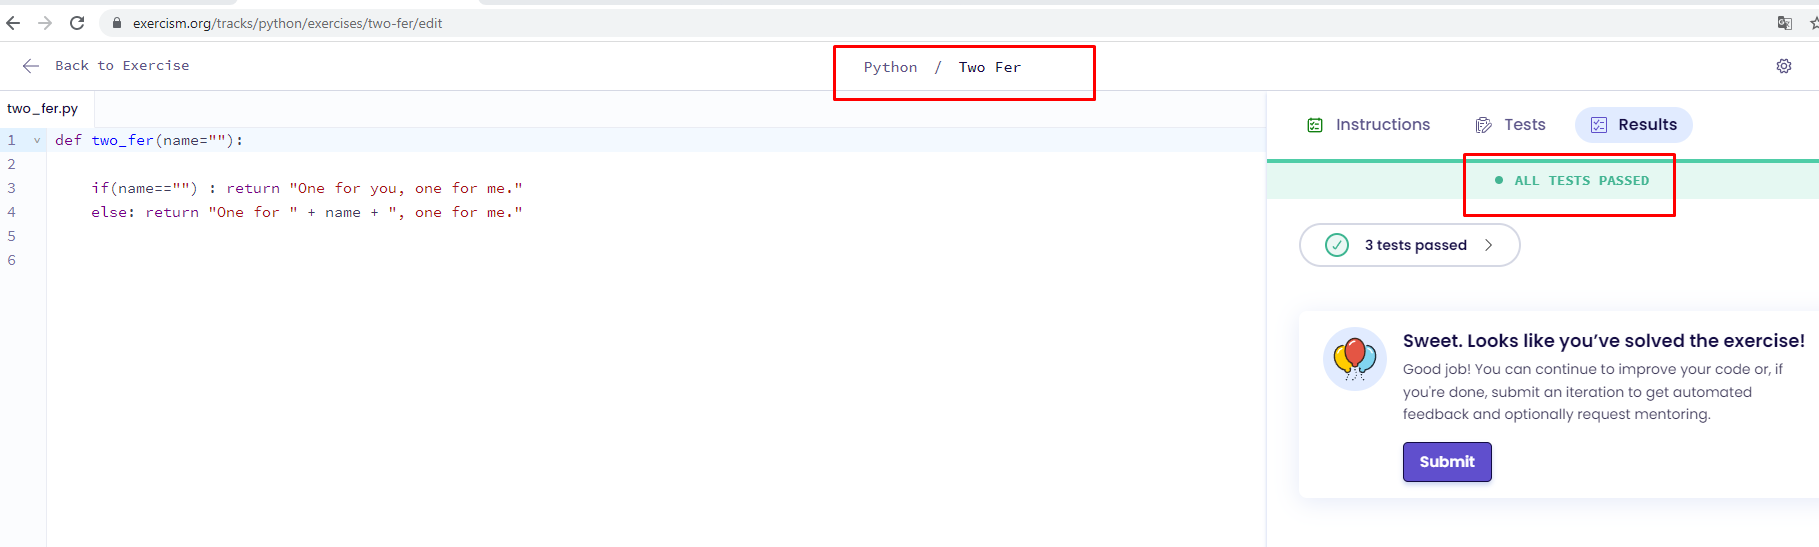 exercism.org/tracks/python/exercises/two-fer/edit
Back to Exercise
Python / Two Fer
two_fer.py
1 def two_fer(name=""):
2
3 if(name=="") : return "One for you, one for me."
4 else: return "One for " + name + ", one for me."
5
6
Instructions Tests Results
ALL TESTS PASSED
3 tests passed
Sweet. Looks like you’ve solved the exercise!
Good job! You can continue to improve your code or, if
you're done, submit an iteration to get automated
feedback and optionally request mentoring.
Submit